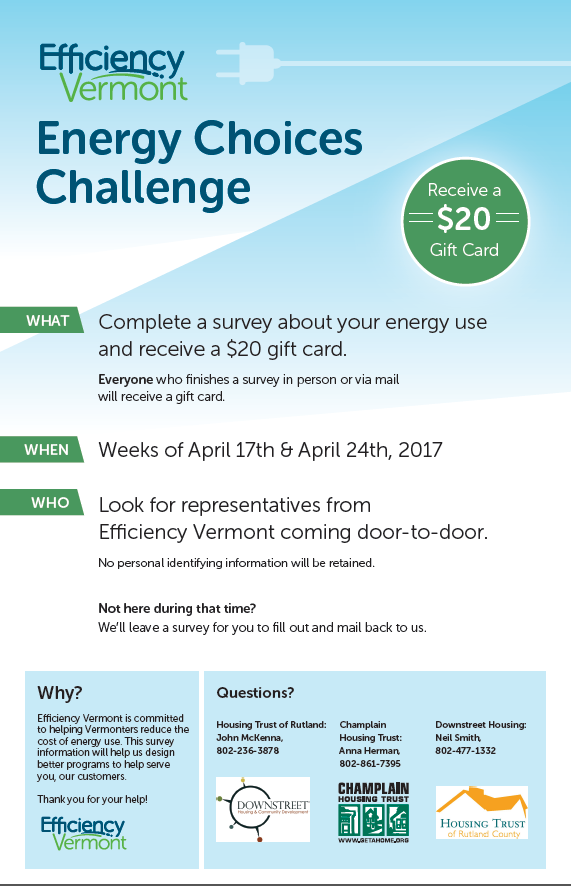 Efficiency
Vermont
Energy Choices
Challenge
Receive a
$20
Gift Card
WHAT
Complete a survey about your energy use
and receive a $20 gift card.
Everyone who finishes a survey in person or via mail
will receive a gift card.
WHEN
Weeks of April 17th & April 24th, 2017
WHO
Look for representatives from
Efficiency Vermont coming door-to-door.
No personal identifying information will be retained.
Not here during that time?
We'll leave a survey for you to fill out and mail back to us.
Why?
Efficiency Vermont is committed
to helping Vermonters reduce the
cost of energy use. This survey
information will help us design
better programs to help serve
you, our customers.
Thank you for your help!
Efficiency
Vermont
Questions?
Housing Trust of Rutland:
John McKenna,
802-236-3878
Champlain
Housing Trust:
Anna Herman,
802-861-7395
Downstreet Housing:
Neil Smith,
802-477-1332
DOWNSTREET
Housing & Community Development
CHAMPLAIN
HOUSING TRUST
WWW.GETAHOME.ORG
HOUSING TRUST
of Rutland County